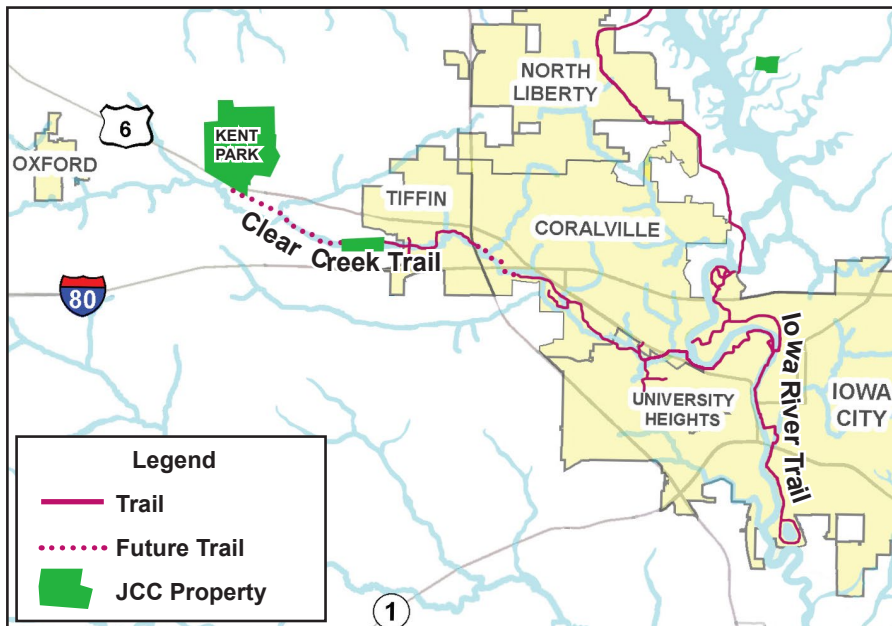 NORTH
LIBERTY
6
KENT
PARK
OXFORD
TIFFIN
CORALVILLE
Clear Creek Trail
80
Iowa River Trail
UNIVERSITY
HEIGHTS
IOWA
CITY
Legend
Trail
Future Trail
JCC Property
1